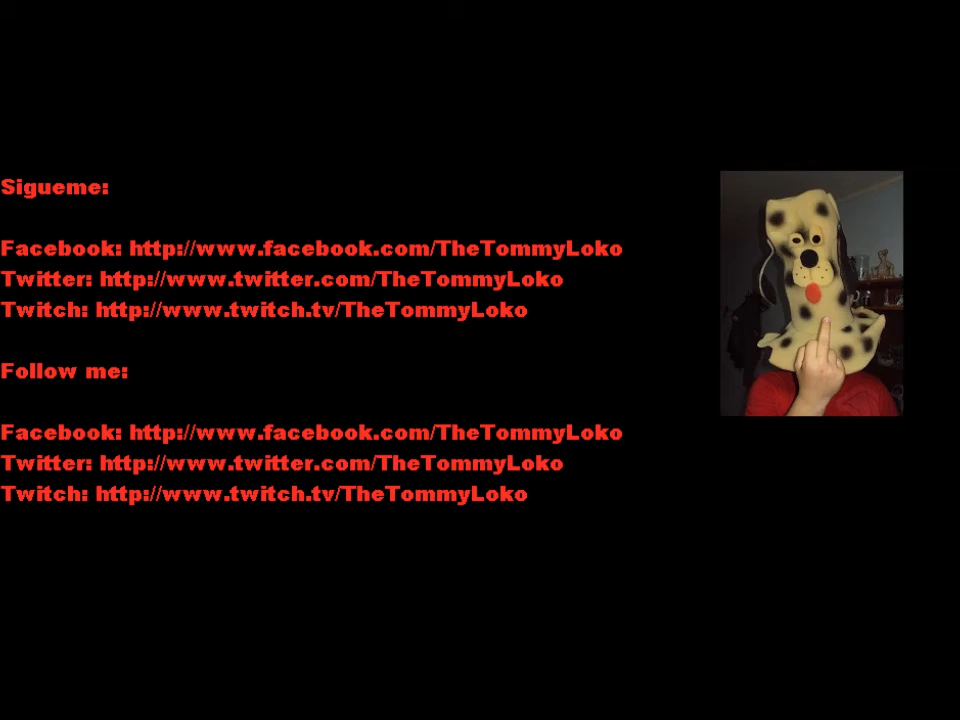 Sigueme:
Facebook: http://www.facebook.com/TheTommyLoko
Twitter: http://www.twitter.com/TheTommyLoko
Twitch: http://www.twitch.tv/TheTommyLoko
Follow me:
Facebook: http://www.facebook.com/TheTommyLoko
Twitter: http://www.twitter.com/TheTommyLoko
Twitch: http://www.twitch.tv/TheTommyLoko